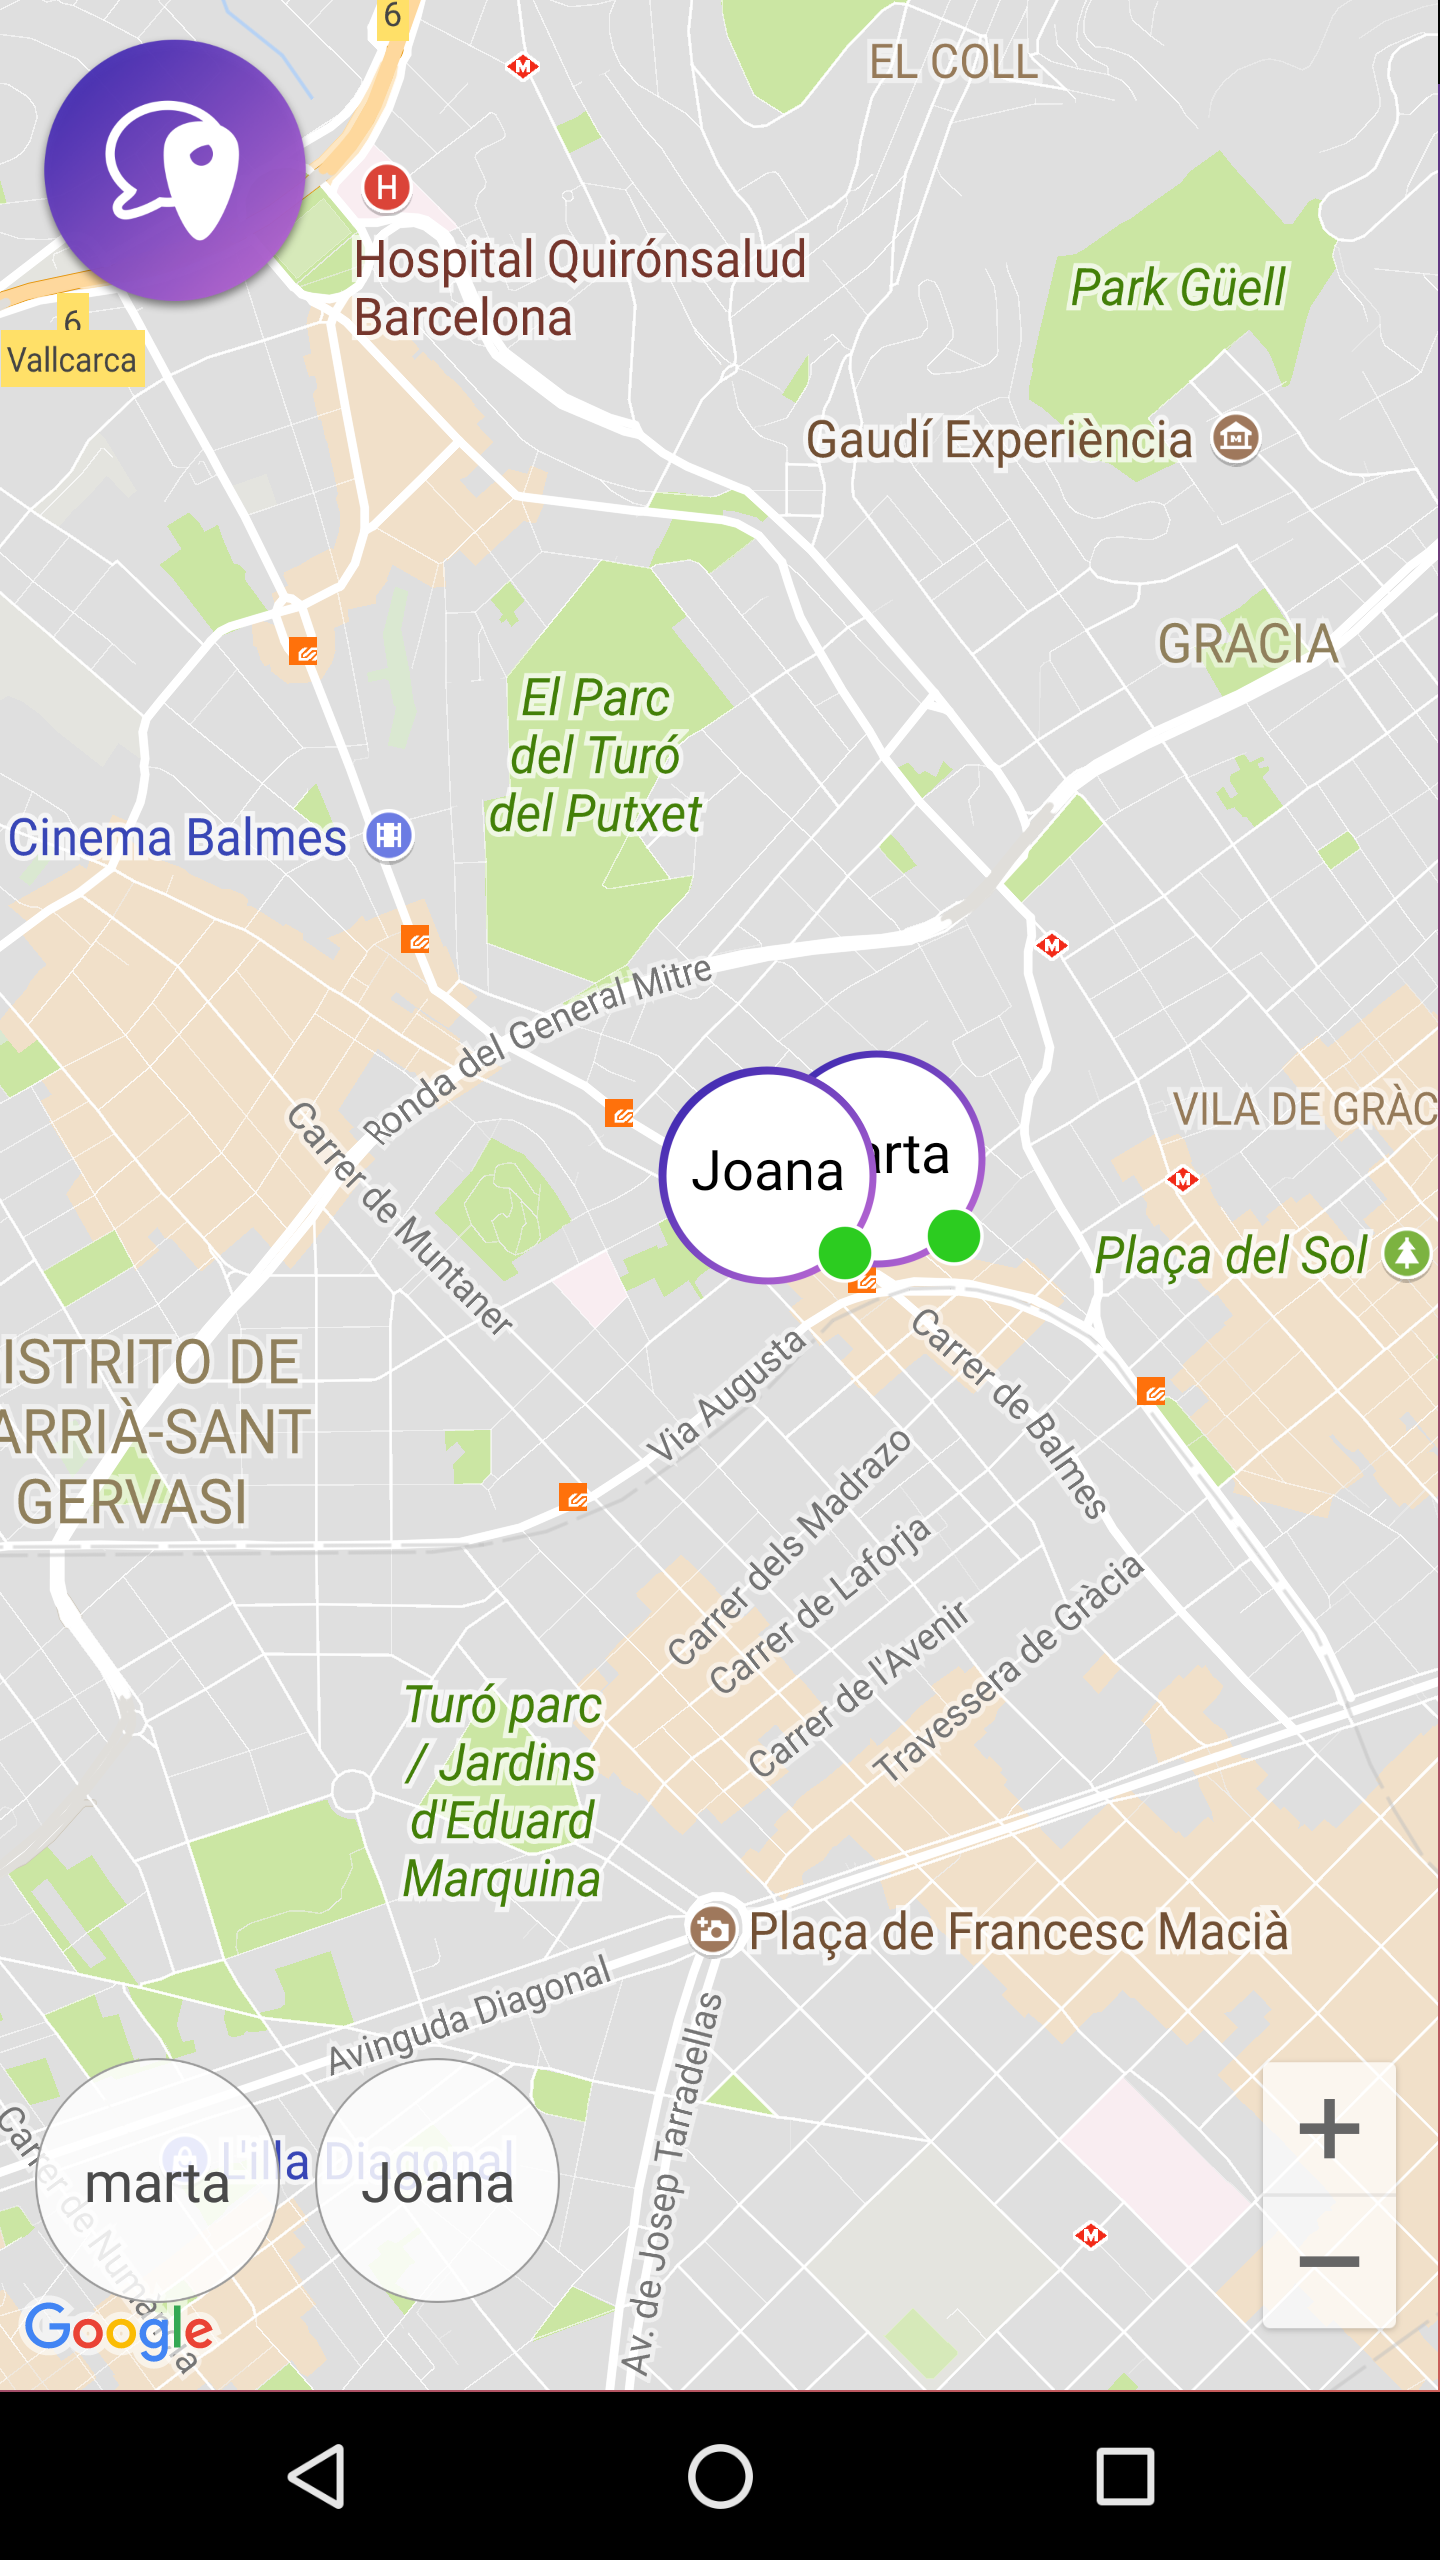 6
EL COLL
Hospital Quirónsalud
Barcelona
Park Güell
6
Vallcarca
Gaudí Experiència
GRACIA
El Parc
del Turó
del Putxet
Cinema Balmes
Ronda del General Mitre
Carrer de Muntaner
VILA DE GRÀC
Joana
arta
Plaça del Sol
ISTRITO DE
ARRIÀ-SANT
GERVASI
Via Augusta
Carrer de Balmes
Carrer dels Madrazo
Carrer de Laforja
Carrer de l'Avenir
Travessera de Gràcia
Turó parc
/ Jardins
d'Eduard
Marquina
Plaça de Francesc Macià
Avinguda Diagonal
Av. de Josep Tarradellas
L'illa Diagonal
Carrer de Numància
marta
Joana
Google